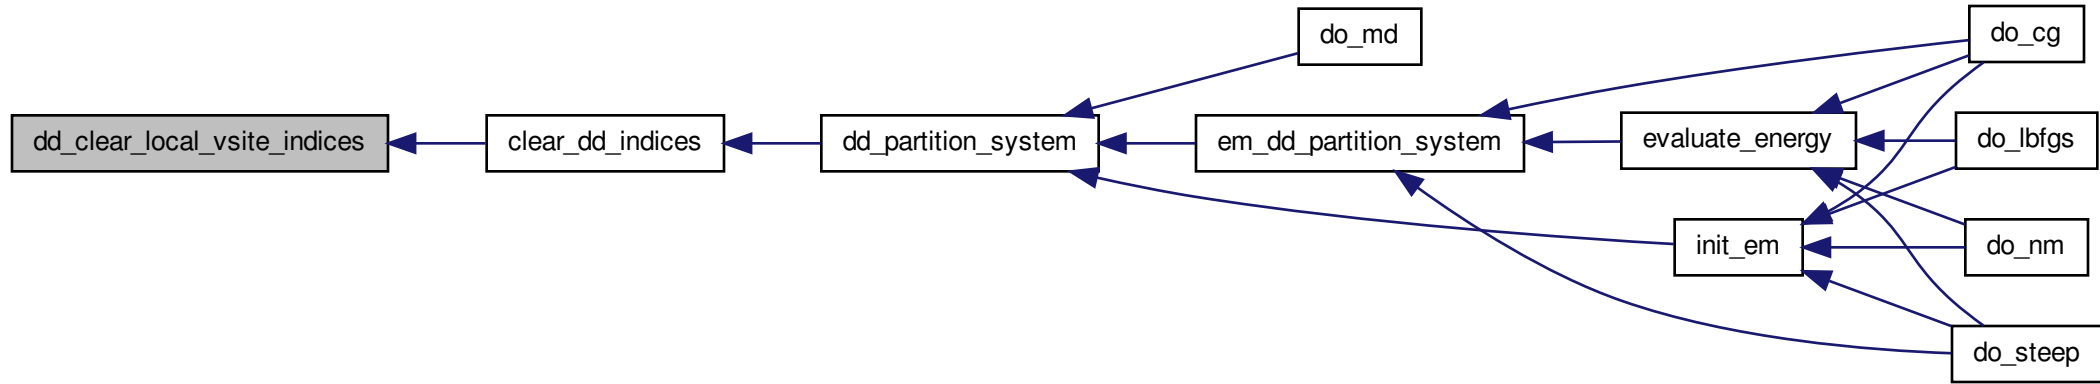 dd_clear_local_vsite_indices
clear_dd_indices
dd_partition_system
do_md
em_dd_partition_system
evaluate_energy
init_em
do_cg
do_lbfgs
do_nm
do_steep